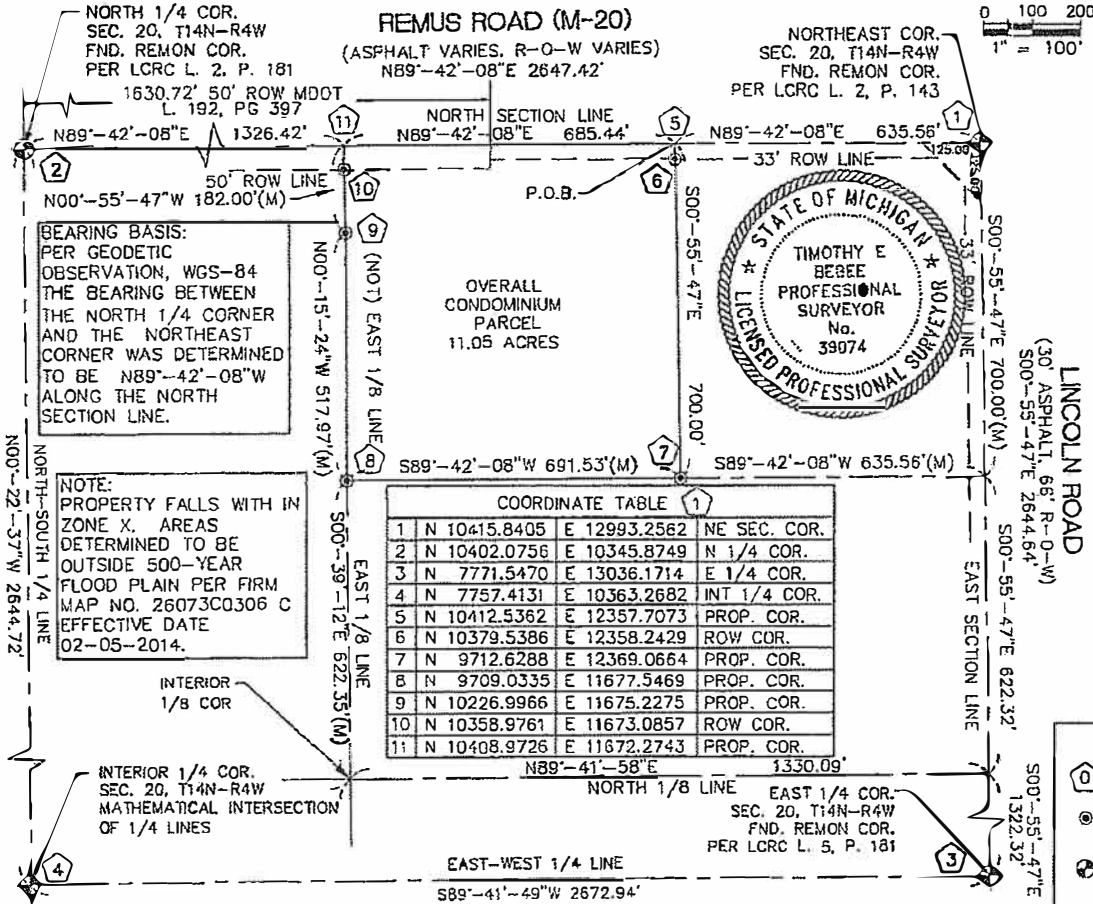 NORTH 1/4 COR.
SEC. 20, T14N-R4W
FND. REMON COR.
PER LCRC L. 2, P. 181
REMUS ROAD (M-20)
(ASPHALT VARIES, R-O-W VARIES)
N89°-42'-08"E 2647.42'
NORTHEAST COR.
SEC. 20, T14N-R4W
FND. REMON COR.
PER LCRC L. 2, P. 143
0 100 200
1" = 100'
1630.72' 50' ROW MDOT
L. 192, PG 397
NORTH SECTION LINE
N89°-42'-08"E 1326.42'
11
N89°-42'-08"E 685.44'
5
N89°-42'-08"E 635.56'
1
2
50' ROW LINE
10
P.O.B.
6
33' ROW LINE
125.00
125.00
N00°-55'-47"W 182.00'(M)
9
BEARING BASIS:
PER GEODETIC
OBSERVATION, WGS-84
THE BEARING BETWEEN
THE NORTH 1/4 CORNER
AND THE NORTHEAST
CORNER WAS DETERMINED
TO BE N89°-42'-08"W
ALONG THE NORTH
SECTION LINE.
N00°-15'-24"W 517.97'(M)
(NOT) EAST 1/8 LINE
OVERALL
CONDOMINIUM
PARCEL
11.05 ACRES
S00°-55'-47"E 700.00'
STATE OF MICHIGAN
TIMOTHY E
BEBEE
PROFESSIONAL
SURVEYOR
No.
39074
LICENSED PROFESSIONAL SURVEYOR
33' ROW LINE
S00°-55'-47"E 700.00'(M)
LINCOLN ROAD
(30' ASPHALT, 66' R-O-W)
S00°-55'-47"E 2644.64'
8
S89°-42'-08"W 691.53'(M)
7
S89°-42'-08"W 635.56'(M)
NORTH-SOUTH 1/4 LINE
N00°-22'-37"W 2644.72'
NOTE:
PROPERTY FALLS WITH IN
ZONE X. AREAS
DETERMINED TO BE
OUTSIDE 500-YEAR
FLOOD PLAIN PER FIRM
MAP NO. 26073C0306 C
EFFECTIVE DATE
02-05-2014.
S00°-39'-12"E 622.35'(M)
EAST 1/8 LINE
COORDINATE TABLE 1
1 N 10415.8405 E 12993.2562 NE SEC. COR.
2 N 10402.0756 E 10345.8749 N 1/4 COR.
3 N 7771.5470 E 13036.1714 E 1/4 COR.
4 N 7757.4131 E 10363.2682 INT 1/4 COR.
5 N 10412.5362 E 12357.7073 PROP. COR.
6 N 10379.5386 E 12358.2429 ROW COR.
7 N 9712.6288 E 12369.0664 PROP. COR.
8 N 9709.0335 E 11677.5469 PROP. COR.
9 N 10226.9966 E 11675.2275 PROP. COR.
10 N 10358.9761 E 11673.0857 ROW COR.
11 N 10408.9726 E 11672.2743 PROP. COR.
EAST SECTION LINE
S00°-55'-47"E 622.32'
INTERIOR
1/8 COR
N89°-41'-58"E 1330.09'
NORTH 1/8 LINE
INTERIOR 1/4 COR.
SEC. 20, T14N-R4W
MATHEMATICAL INTERSECTION
OF 1/4 LINES
EAST 1/4 COR.
SEC. 20, T14N-R4W
FND. REMON COR.
PER LCRC L. 5, P. 181
S00°-55'-47"E
1322.32'
4
EAST-WEST 1/4 LINE
3
S89°-41'-49"W 2672.94'